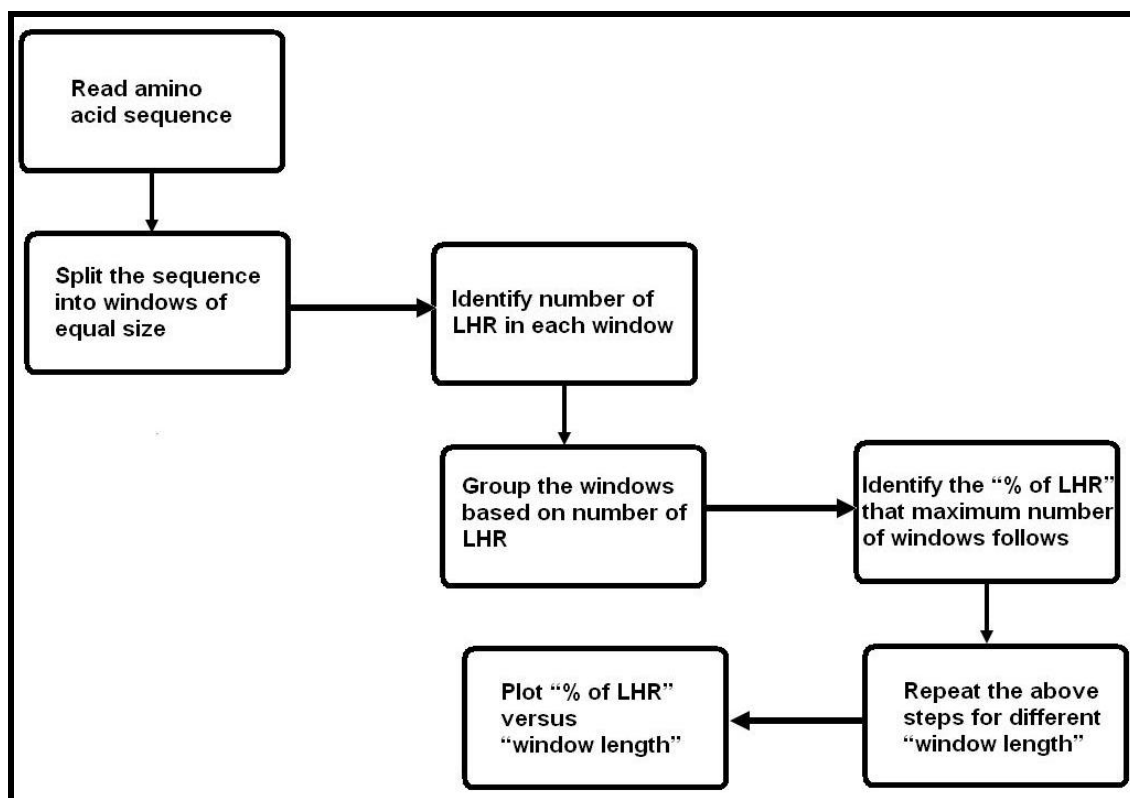 Read amino
acid sequence
Split the sequence
into windows of
equal size
Identify number of
LHR in each window
Group the windows
based on number of
LHR
Identify the “% of LHR”
that maximum number
of windows follows
Repeat the above
steps for different
“window length”
Plot “% of LHR”
versus
“window length”